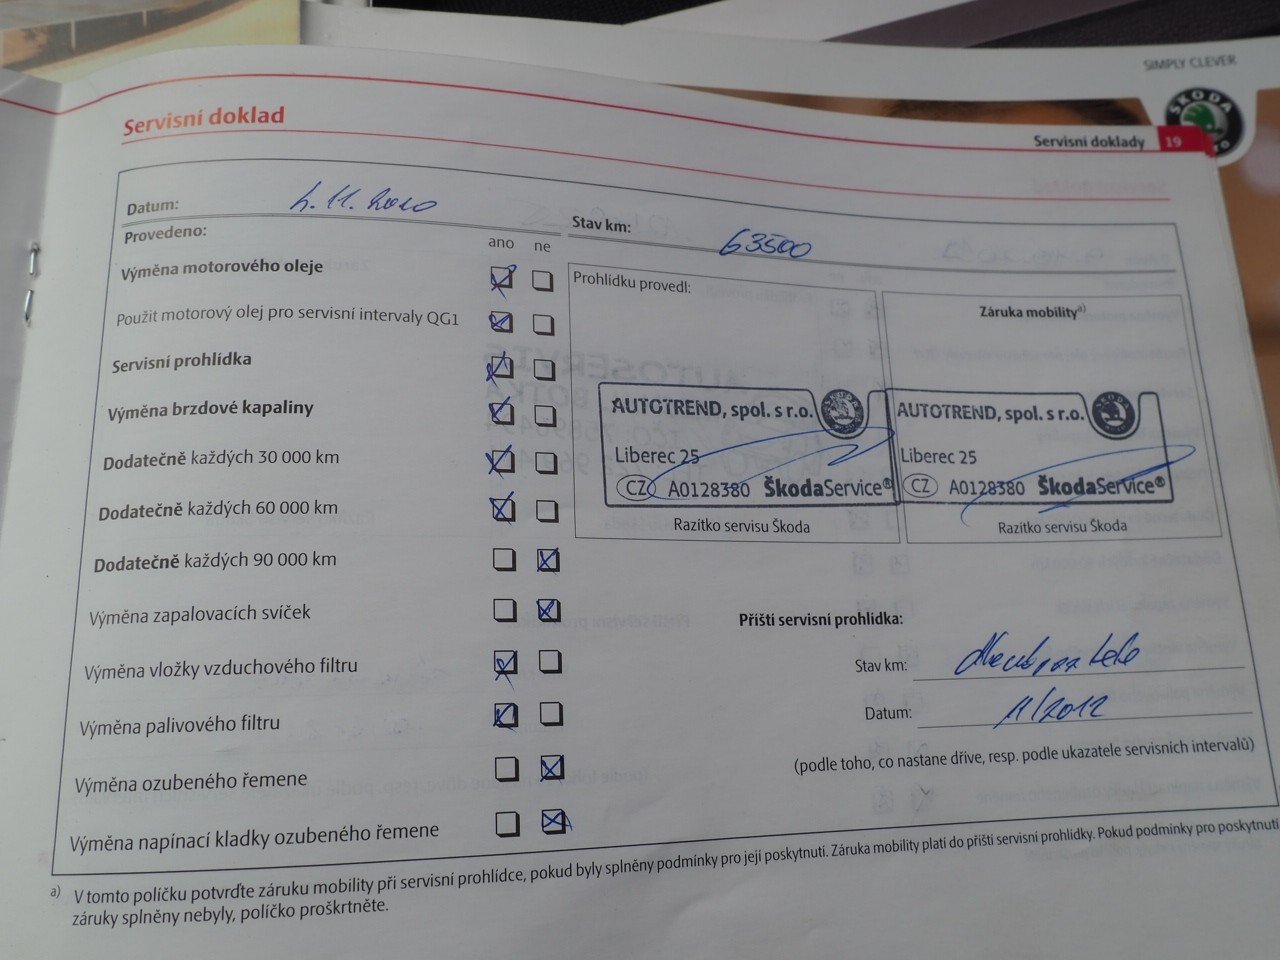 SIMPLY CLEVER
ŠKODA
Servisní doklady 19
Servisní doklad
Datum: 2.11.2010
Stav km: 63500
Provedeno: ano ne
Výměna motorového oleje
Použit motorový olej pro servisní intervaly QG1
Servisní prohlídka
Výměna brzdové kapaliny
Dodatečně každých 30 000 km
Dodatečně každých 60 000 km
Dodatečně každých 90 000 km
Výměna zapalovacích svíček
Výměna vložky vzduchového filtru
Výměna palivového filtru
Výměna ozubeného řemene
Výměna napínací kladky ozubeného řemene
Prohlídku provedl:
AUTOTREND, spol. s r.o.
Liberec 25
CZ A0128380 ŠkodaService®
Razítko servisu Škoda
Záruka mobility a)
AUTOTREND, spol. s r.o.
Liberec 25
CZ A0128380 ŠkodaService®
Razítko servisu Škoda
Příští servisní prohlídka:
Stav km:
Datum: 11/2012
(podle toho, co nastane dříve, resp. podle ukazatele servisních intervalů)
a) V tomto políčku potvrďte záruku mobility při servisní prohlídce, pokud byly splněny podmínky pro její poskytnutí. Záruka mobility platí do příští servisní prohlídky. Pokud podmínky pro poskytnutí
záruky splněny nebyly, políčko proškrtněte.